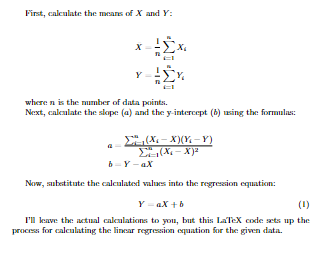 First, calculate the means of X and Y:
X = \frac{1}{n} \sum_{i=1}^{n} X_i
Y = \frac{1}{n} \sum_{i=1}^{n} Y_i
where n is the number of data points.
Next, calculate the slope (a) and the y-intercept (b) using the formulas:
a = \frac{\sum_{i=1}^{n} (X_i - X)(Y_i - Y)}{\sum_{i=1}^{n} (X_i - X)^2}
b = Y - aX
Now, substitute the calculated values into the regression equation:
Y = aX + b (1)
I'll leave the actual calculations to you, but this LaTeX code sets up the
process for calculating the linear regression equation for the given data.